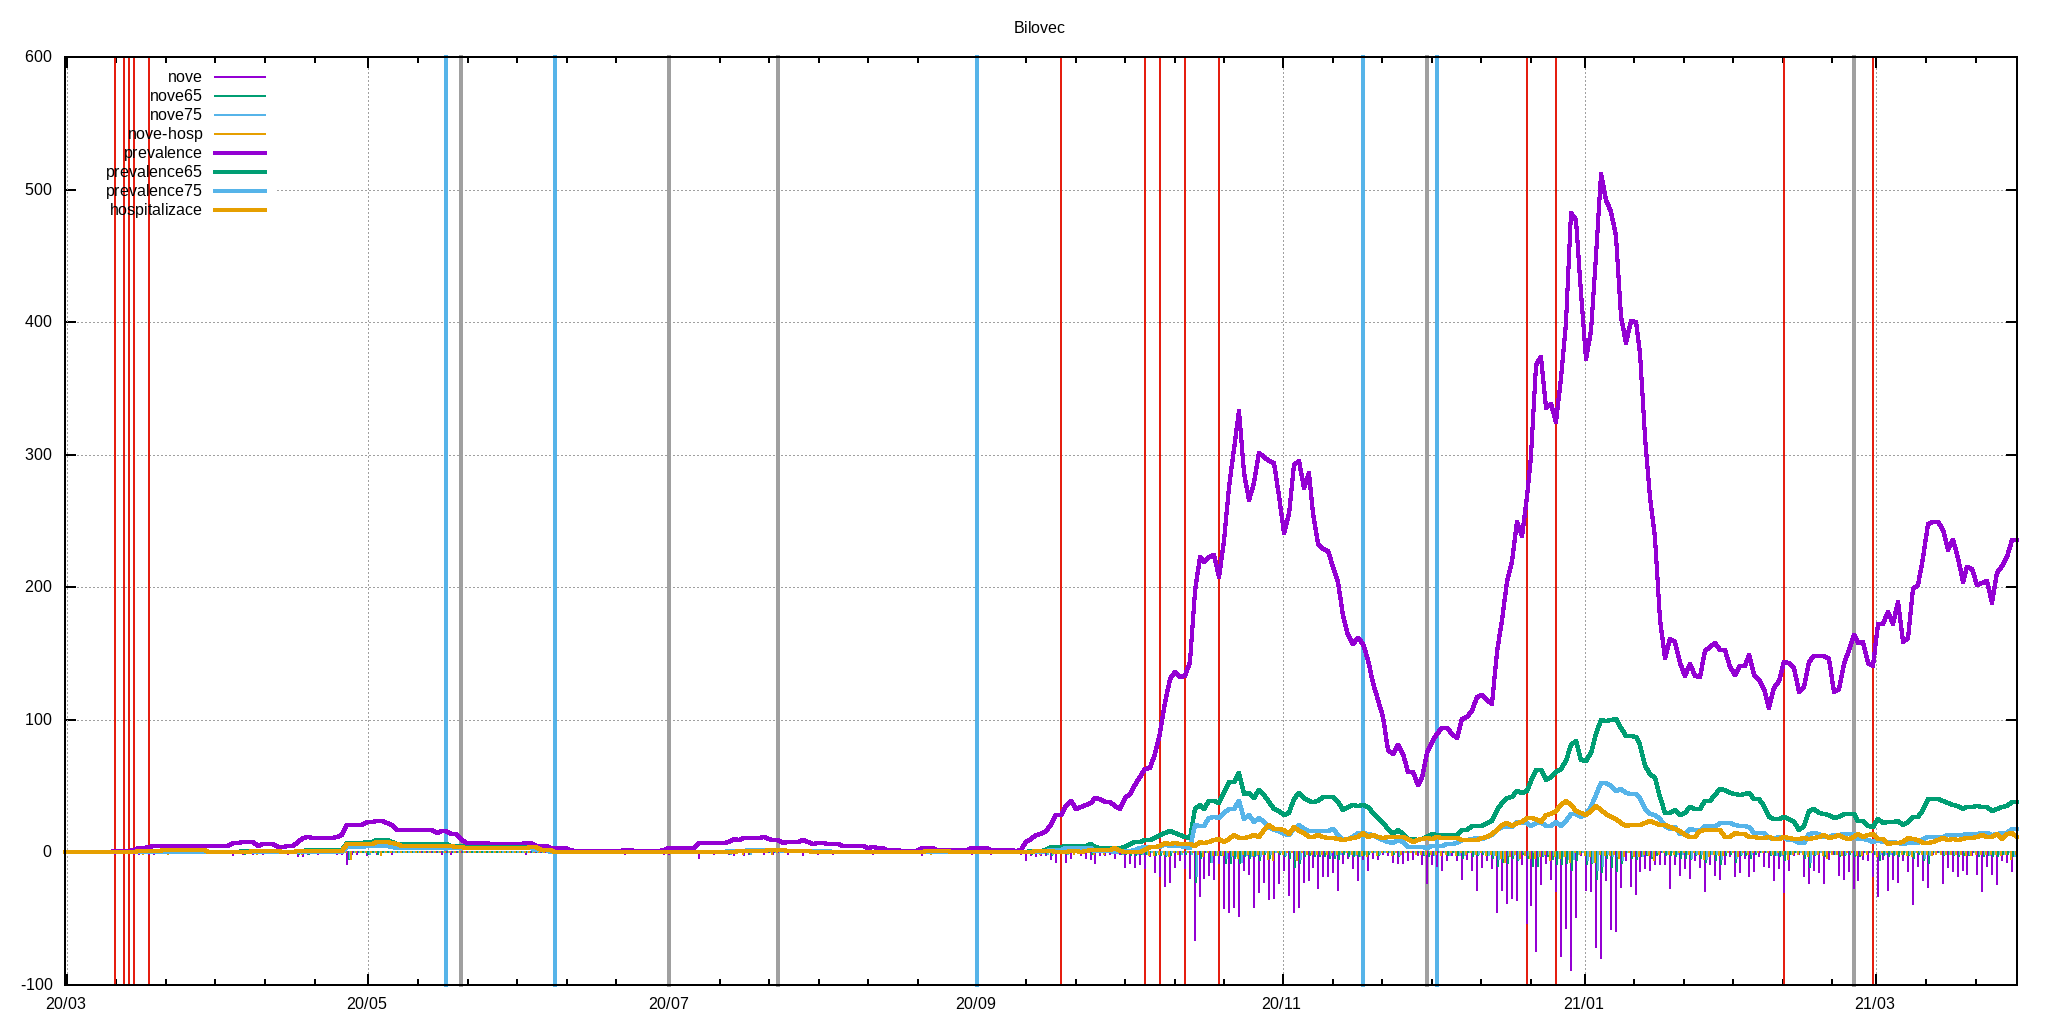 Bilovec
600
500
400
300
200
100
0
-100
nove
nove65
nove75
nove-hosp
prevalence
prevalence65
prevalence75
hospitalizace
20/03 20/05 20/07 20/09 20/11 21/01 21/03